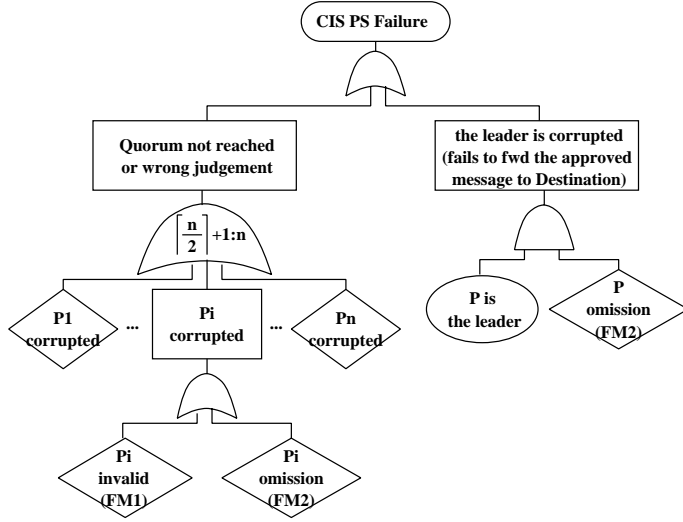 CIS PS Failure
Quorum not reached
or wrong judgement
the leader is corrupted
(fails to fwd the approved
message to Destination)
⌈n/2⌉ +1:n
P1
corrupted
...
Pi
corrupted
...
Pn
corrupted
P is
the leader
P
omission
(FM2)
Pi
invalid
(FM1)
Pi
omission
(FM2)